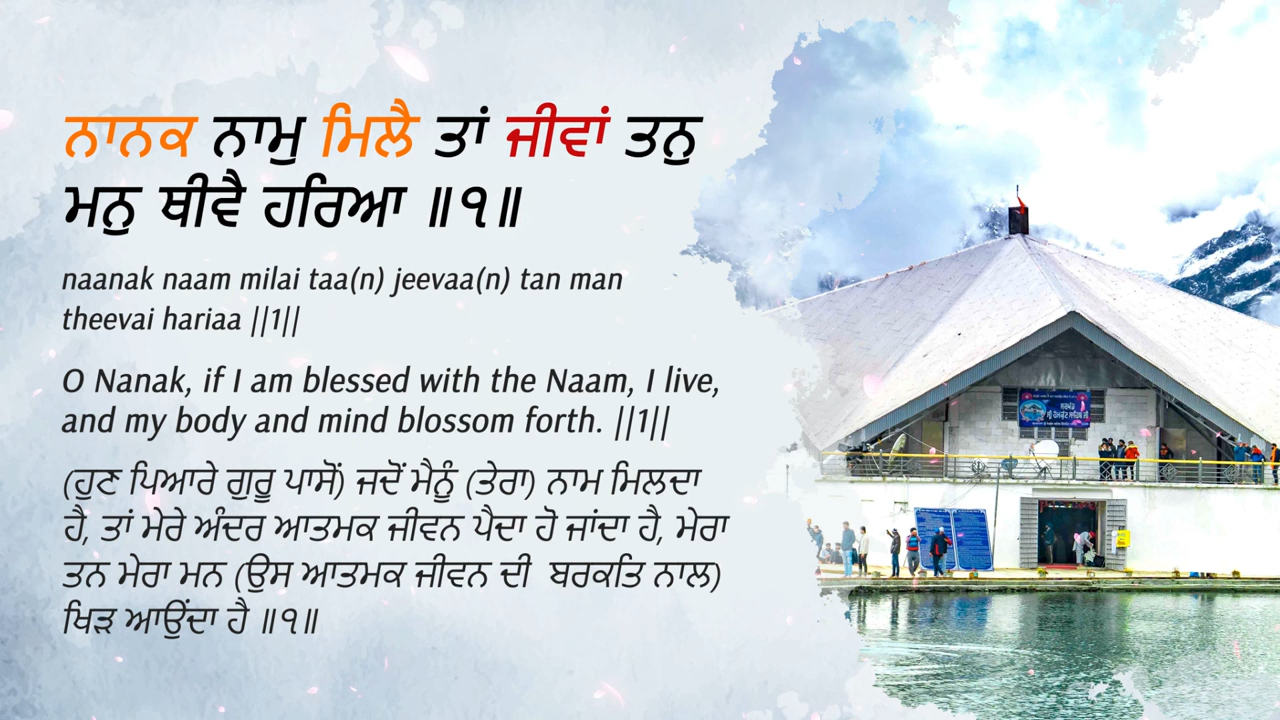 ਨਾਨਕ ਨਾਮੁ ਮਿਲੈ ਤਾਂ ਜੀਵਾਂ ਤਨੁ
ਮਨੁ ਥੀਵੈ ਹਰਿਆ ॥੧॥
naanak naam milai taa(n) jeevaa(n) tan man
theevai hariaa ||1||
O Nanak, if I am blessed with the Naam, I live,
and my body and mind blossom forth. ||1||
(ਹੁਣ ਪਿਆਰੇ ਗੁਰੂ ਪਾਸੋਂ) ਜਦੋਂ ਮੈਨੂੰ (ਤੇਰਾ) ਨਾਮ ਮਿਲਦਾ
ਹੈ, ਤਾਂ ਮੇਰੇ ਅੰਦਰ ਆਤਮਕ ਜੀਵਨ ਪੈਦਾ ਹੋ ਜਾਂਦਾ ਹੈ, ਮੇਰਾ
ਤਨ ਮੇਰਾ ਮਨ (ਉਸ ਆਤਮਕ ਜੀਵਨ ਦੀ ਬਰਕਤਿ ਨਾਲ)
ਖਿੜ ਆਉਂਦਾ ਹੈ ॥੧॥